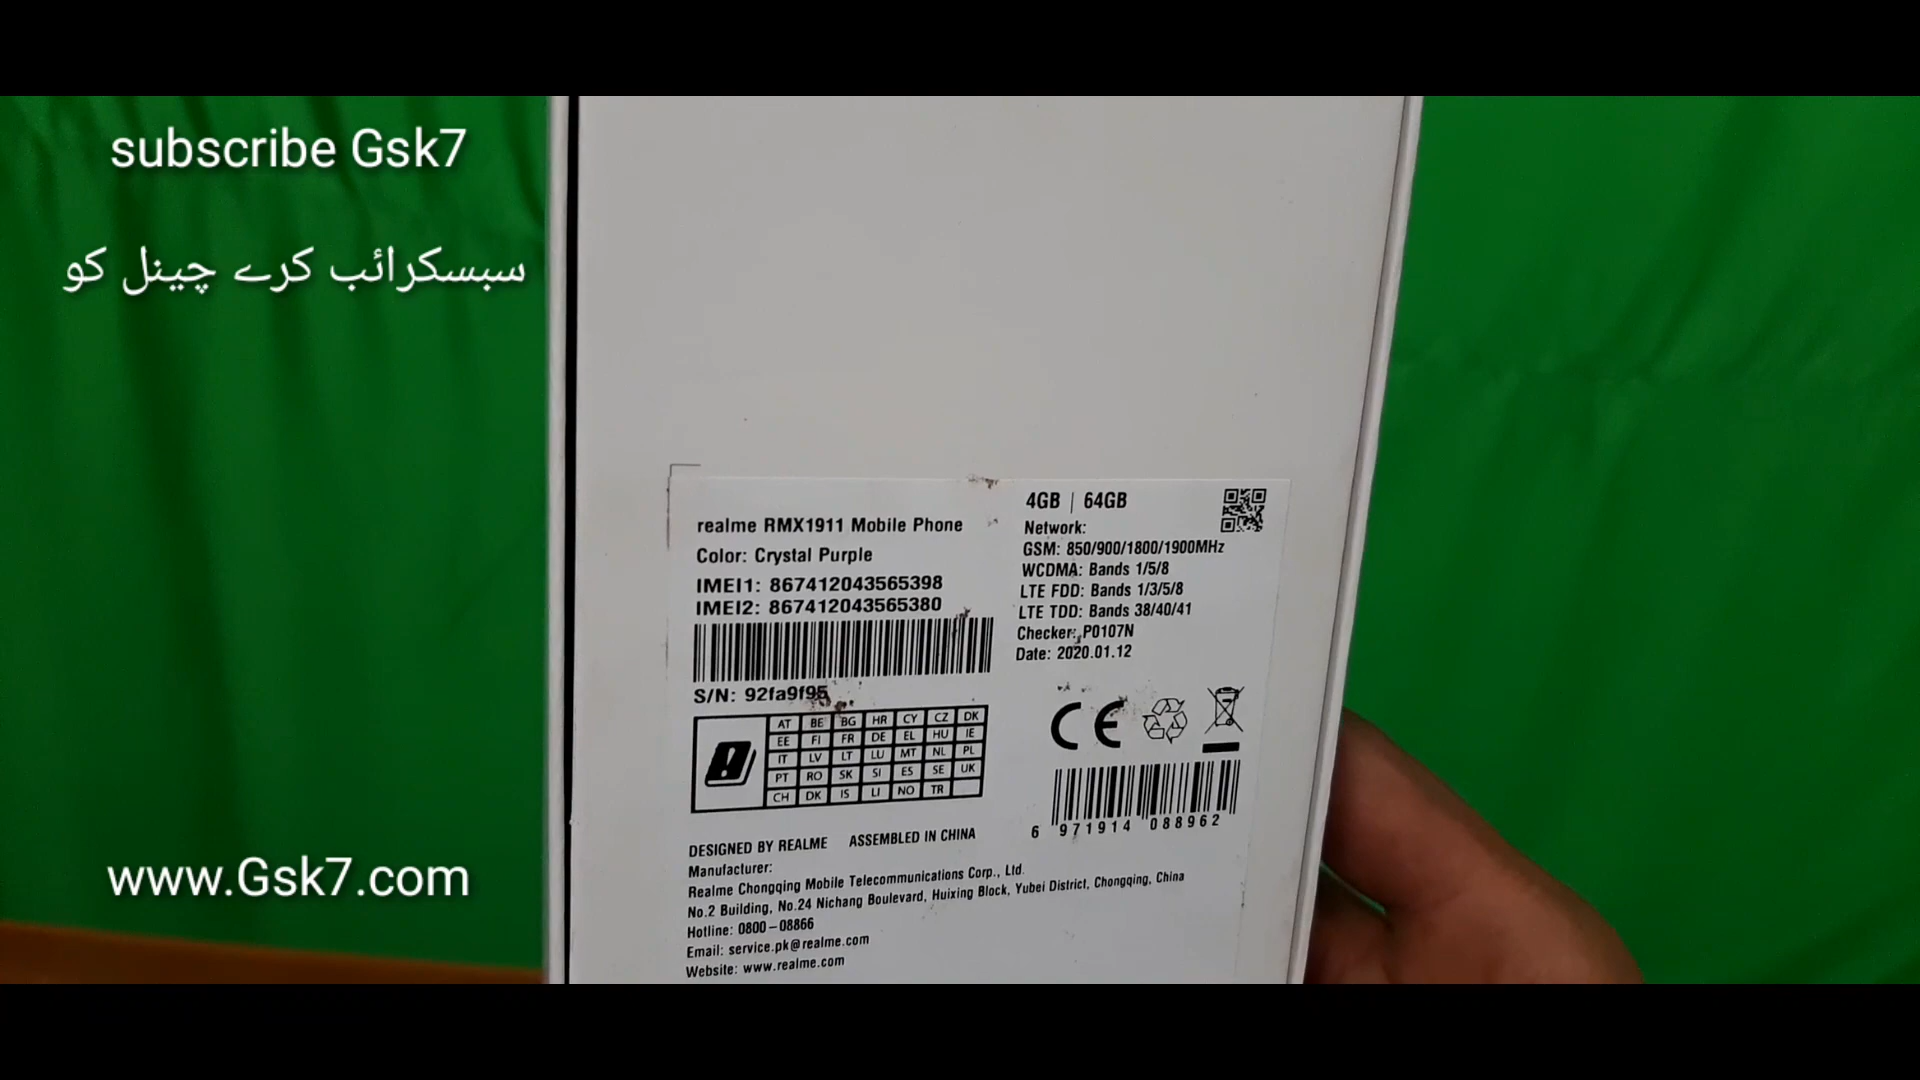 subscribe Gsk7
سبسکرائب کرے چینل کو
www.Gsk7.com
realme RMX1911 Mobile Phone
Color: Crystal Purple
IMEI1: 867412043565398
IMEI2: 867412043565380
S/N: 92fa9f95
AT BE BG HR CY CZ DK
EE FI FR DE EL HU IE
IT LV LT LU MT NL PL
PT RO SK SI ES SE UK
CH DK IS LI NO TR
4GB | 64GB
Network:
GSM: 850/900/1800/1900MHz
WCDMA: Bands 1/5/8
LTE FDD: Bands 1/3/5/8
LTE TDD: Bands 38/40/41
Checker: P0107N
Date: 2020.01.12
CE
6 971914 088962
DESIGNED BY REALME ASSEMBLED IN CHINA
Manufacturer:
Realme Chongqing Mobile Telecommunications Corp., Ltd.
No.2 Building, No.24 Nichang Boulevard, Huixing Block, Yubei District, Chongqing, China
Hotline: 0800-08866
Email: service.pk@realme.com
Website: www.realme.com